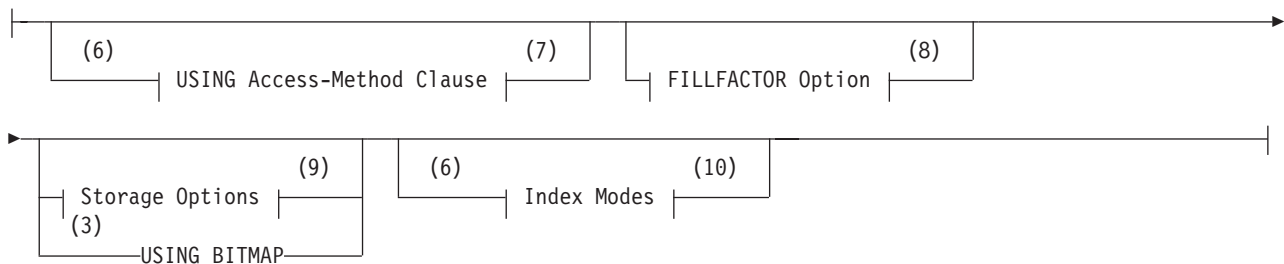 (6) (7) (8)
USING Access-Method Clause FILLFACTOR Option
(9) (6) (10)
Storage Options Index Modes
(3)
USING BITMAP